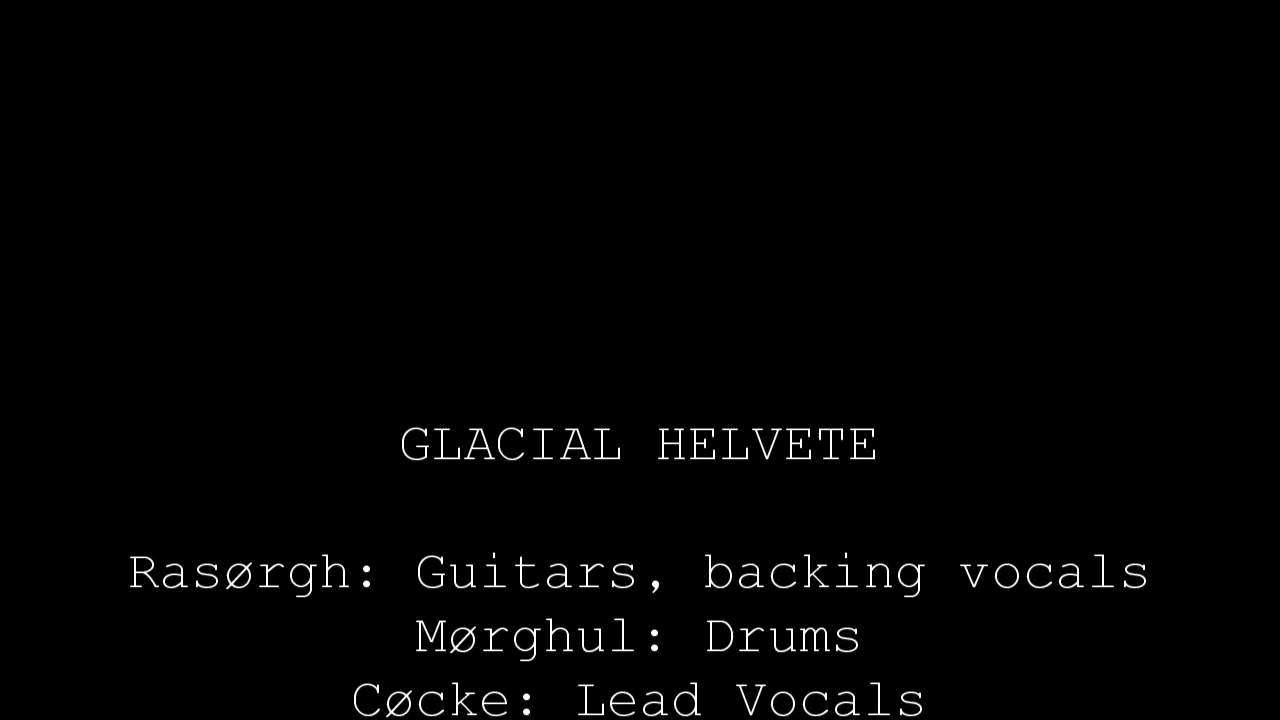 GLACIAL HELVETE
Rasørgh: Guitars, backing vocals
Mørghul: Drums
Cøcke: Lead Vocals